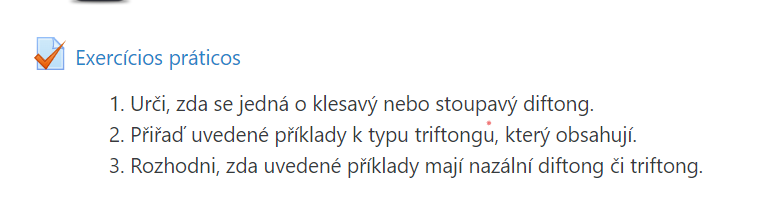 Exercícios práticos
1. Urči, zda se jedná o klesavý nebo stoupavý diftong.
2. Přiřaď uvedené příklady k typu triftongu, který obsahují.
3. Rozhodni, zda uvedené příklady mají nazální diftong či triftong.